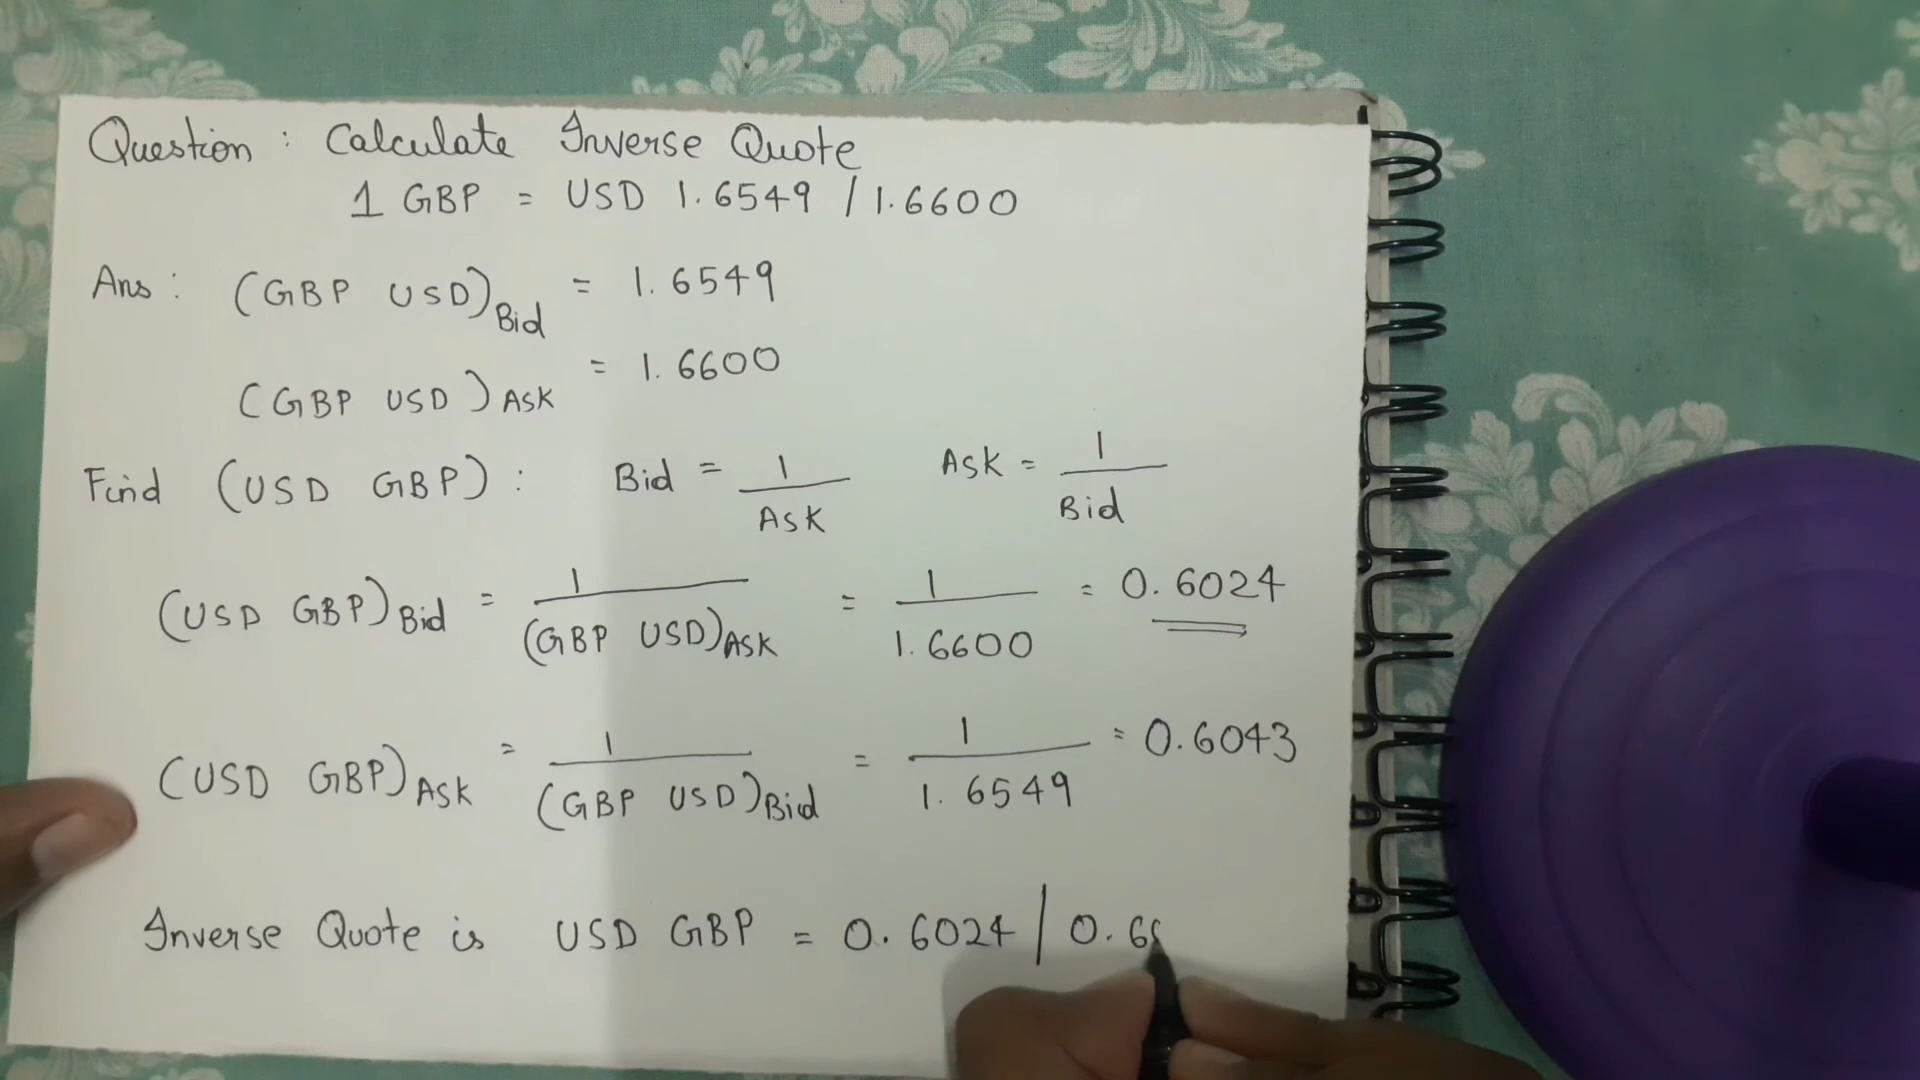 Question : Calculate Inverse Quote
1 GBP = USD 1.6549 / 1.6600
Ans : (GBP USD)Bid = 1.6549
(GBP USD)ASK = 1.6600
Find (USD GBP) : Bid = 1/ASK ASK = 1/Bid
(USD GBP)Bid = 1/(GBP USD)ASK = 1/1.6600 = 0.6024
(USD GBP)ASK = 1/(GBP USD)Bid = 1/1.6549 = 0.6043
Inverse Quote is USD GBP = 0.6024 | 0.6